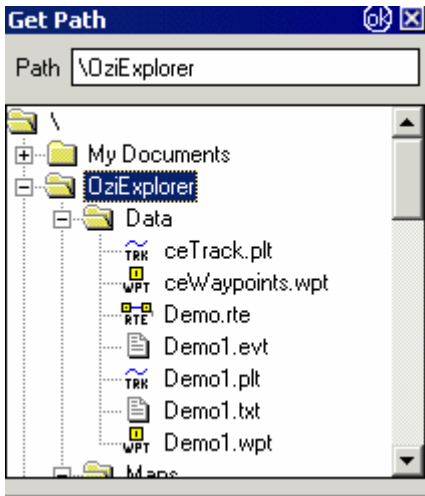 Get Path ok
Path \OziExplorer
\
My Documents
OziExplorer
Data
TRK ceTrack.plt
WPT ceWaypoints.wpt
RTE Demo.rte
Demo1.evt
TRK Demo1.plt
Demo1.txt
WPT Demo1.wpt
Maps